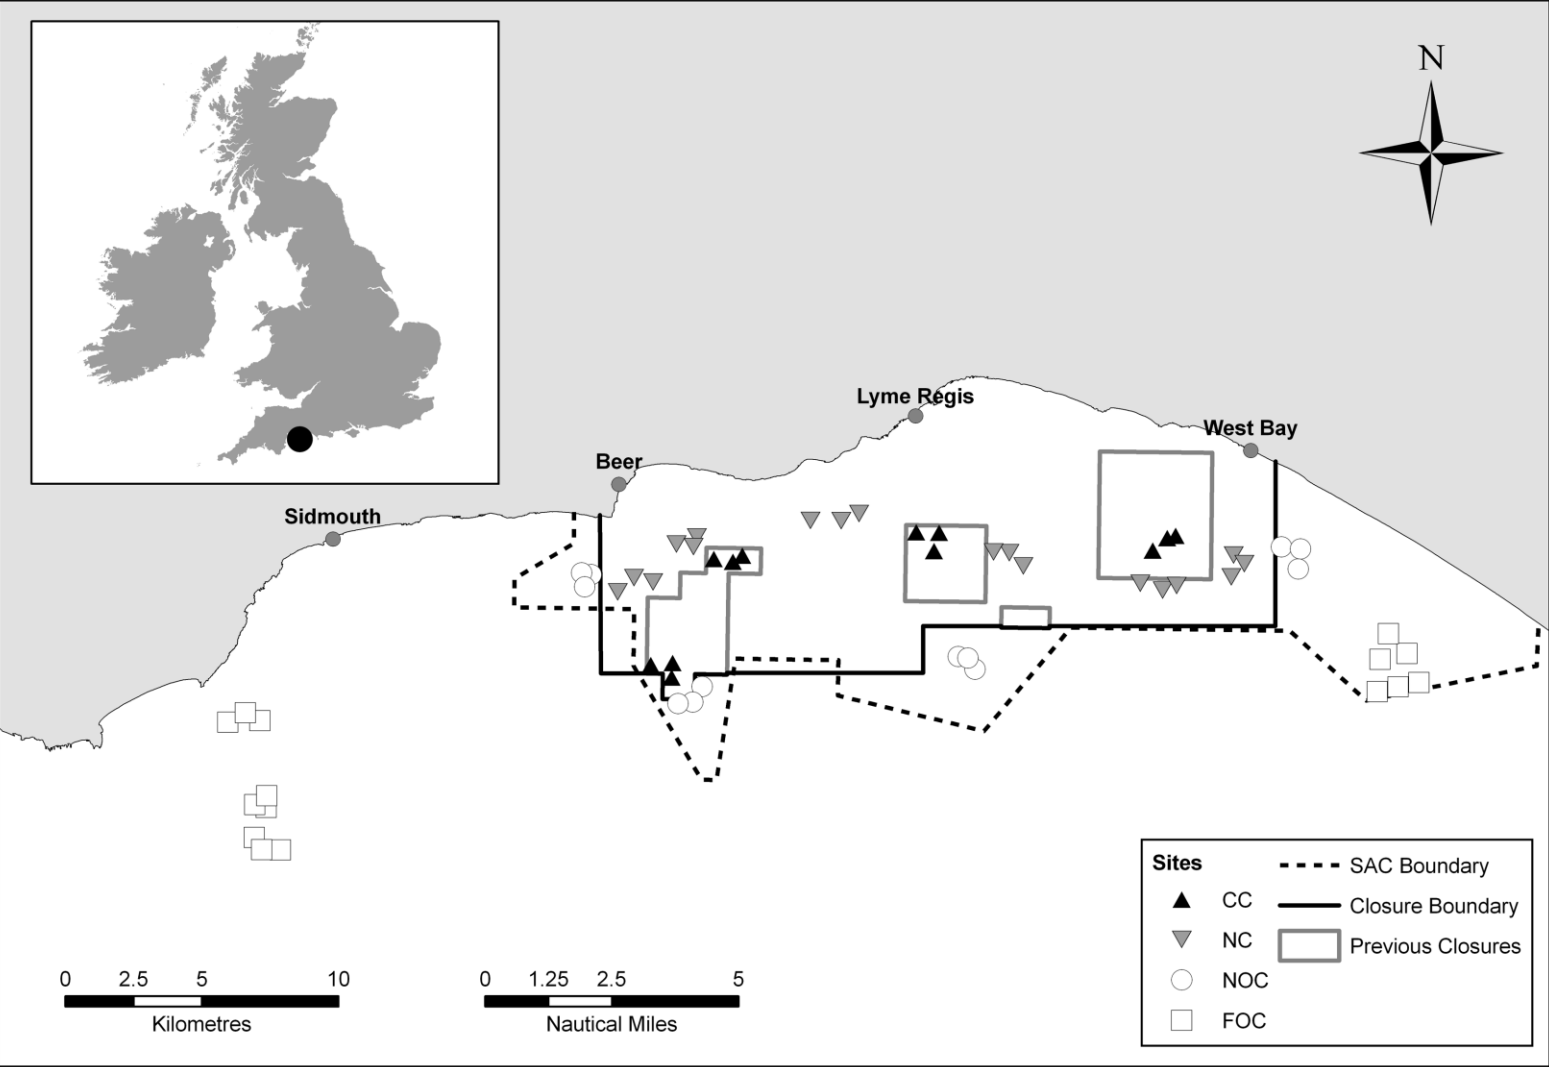 N
Lyme Regis
West Bay
Beer
Sidmouth
Sites
CC
NC
NOC
FOC
SAC Boundary
Closure Boundary
Previous Closures
0 2.5 5 10
Kilometres
0 1.25 2.5 5
Nautical Miles